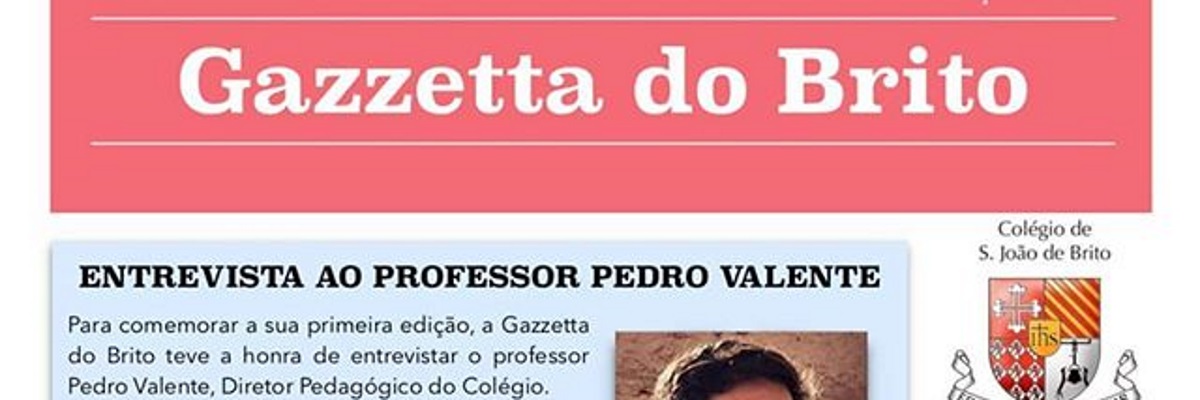 Gazzetta do Brito
Colégio de
S. João de Brito
ENTREVISTA AO PROFESSOR PEDRO VALENTE
Para comemorar a sua primeira edição, a Gazzetta
do Brito teve a honra de entrevistar o professor
Pedro Valente, Diretor Pedagógico do Colégio.
ihs